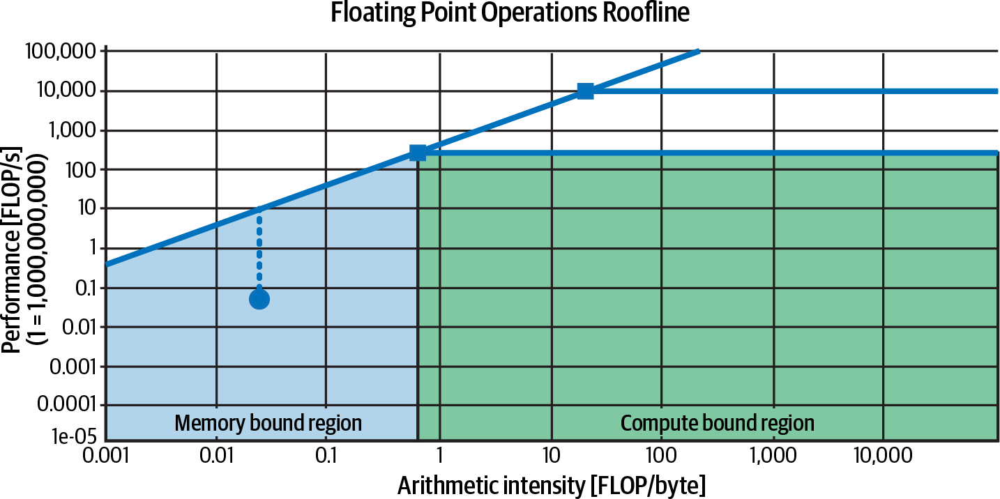 Floating Point Operations Roofline
100,000
10,000
1,000
100
10
1
0.1
0.01
0.001
0.0001
1e-05
Performance [FLOP/s]
(1 = 1,000,000,000)
Memory bound region
Compute bound region
0.001
0.01
0.1
1
10
100
1,000
10,000
Arithmetic intensity [FLOP/byte]